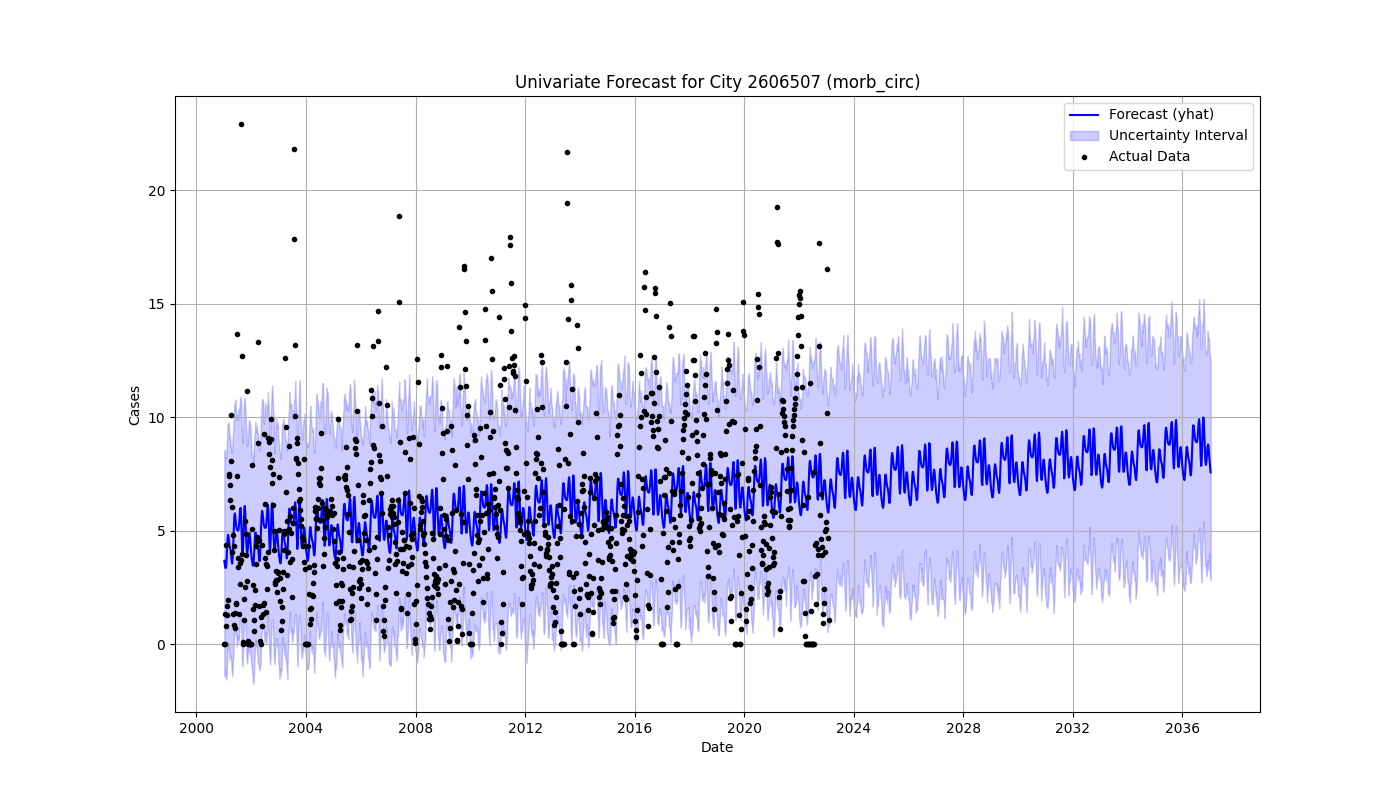 Univariate Forecast for City 2606507 (morb_circ)
Forecast (yhat)
Uncertainty Interval
Actual Data
Cases
20
15
10
5
0
2000 2004 2008 2012 2016 2020 2024 2028 2032 2036
Date